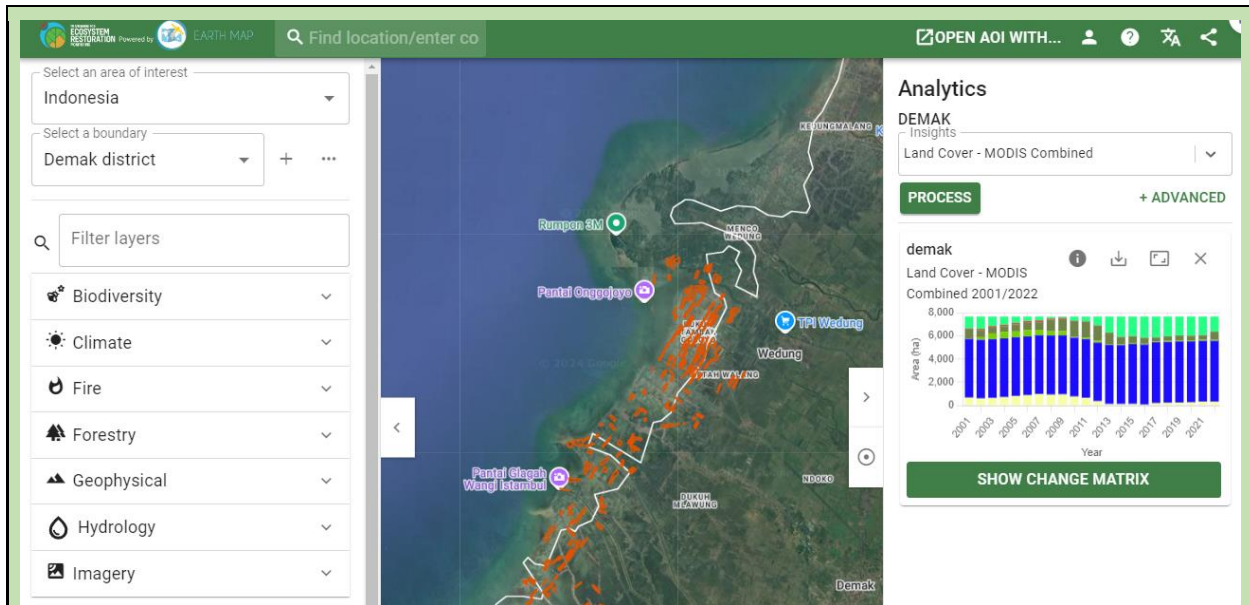 ECOSYSTEM
RESTORATION Powered by EARTH MAP
Find location/enter co
OPEN AOI WITH...
Select an area of interest
Indonesia
Select a boundary
Demak district
Filter layers
Biodiversity
Climate
Fire
Forestry
Geophysical
Hydrology
Imagery
KEDUNGMALANG
Rumpon 3M
MENCO
WEDUNG
Pantai Onggojoyo
TPI Wedung
Wedung
Pantai Glagah
Wangi Istambul
NDOKO
DUKUH
MLAWUNG
Demak
Analytics
DEMAK
Insights
Land Cover - MODIS Combined
PROCESS
+ ADVANCED
demak
Land Cover - MODIS
Combined 2001/2022
8,000
6,000
4,000
2,000
0
Area (ha)
2001 2003 2005 2007 2009 2011 2013 2015 2017 2019 2021
Year
SHOW CHANGE MATRIX